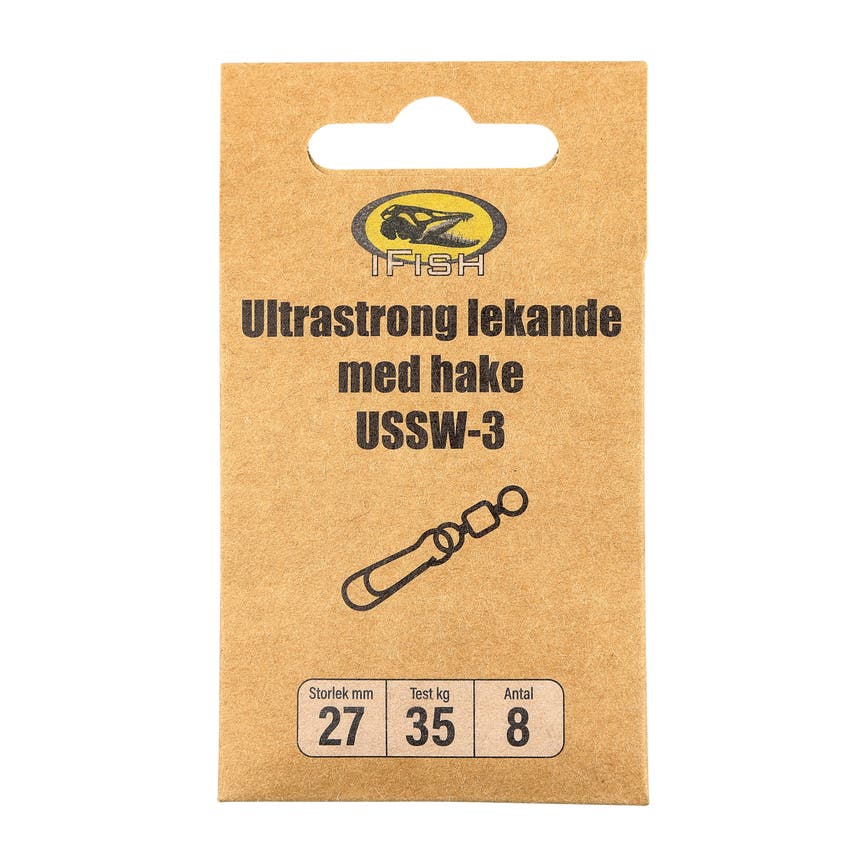 IFISH
Ultrastrong lekande
med hake
USSW-3
Storlek mm
27
Test kg
35
Antal
8